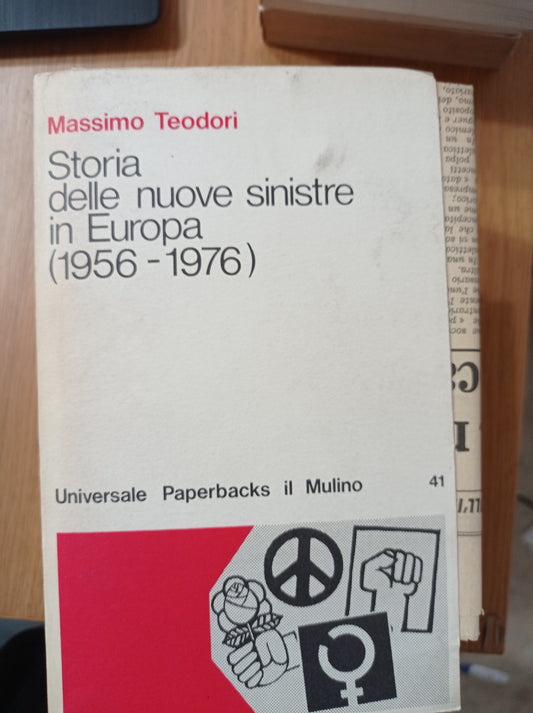 Massimo Teodori
Storia
delle nuove sinistre
in Europa
(1956-1976)
Universale Paperbacks il Mulino
41